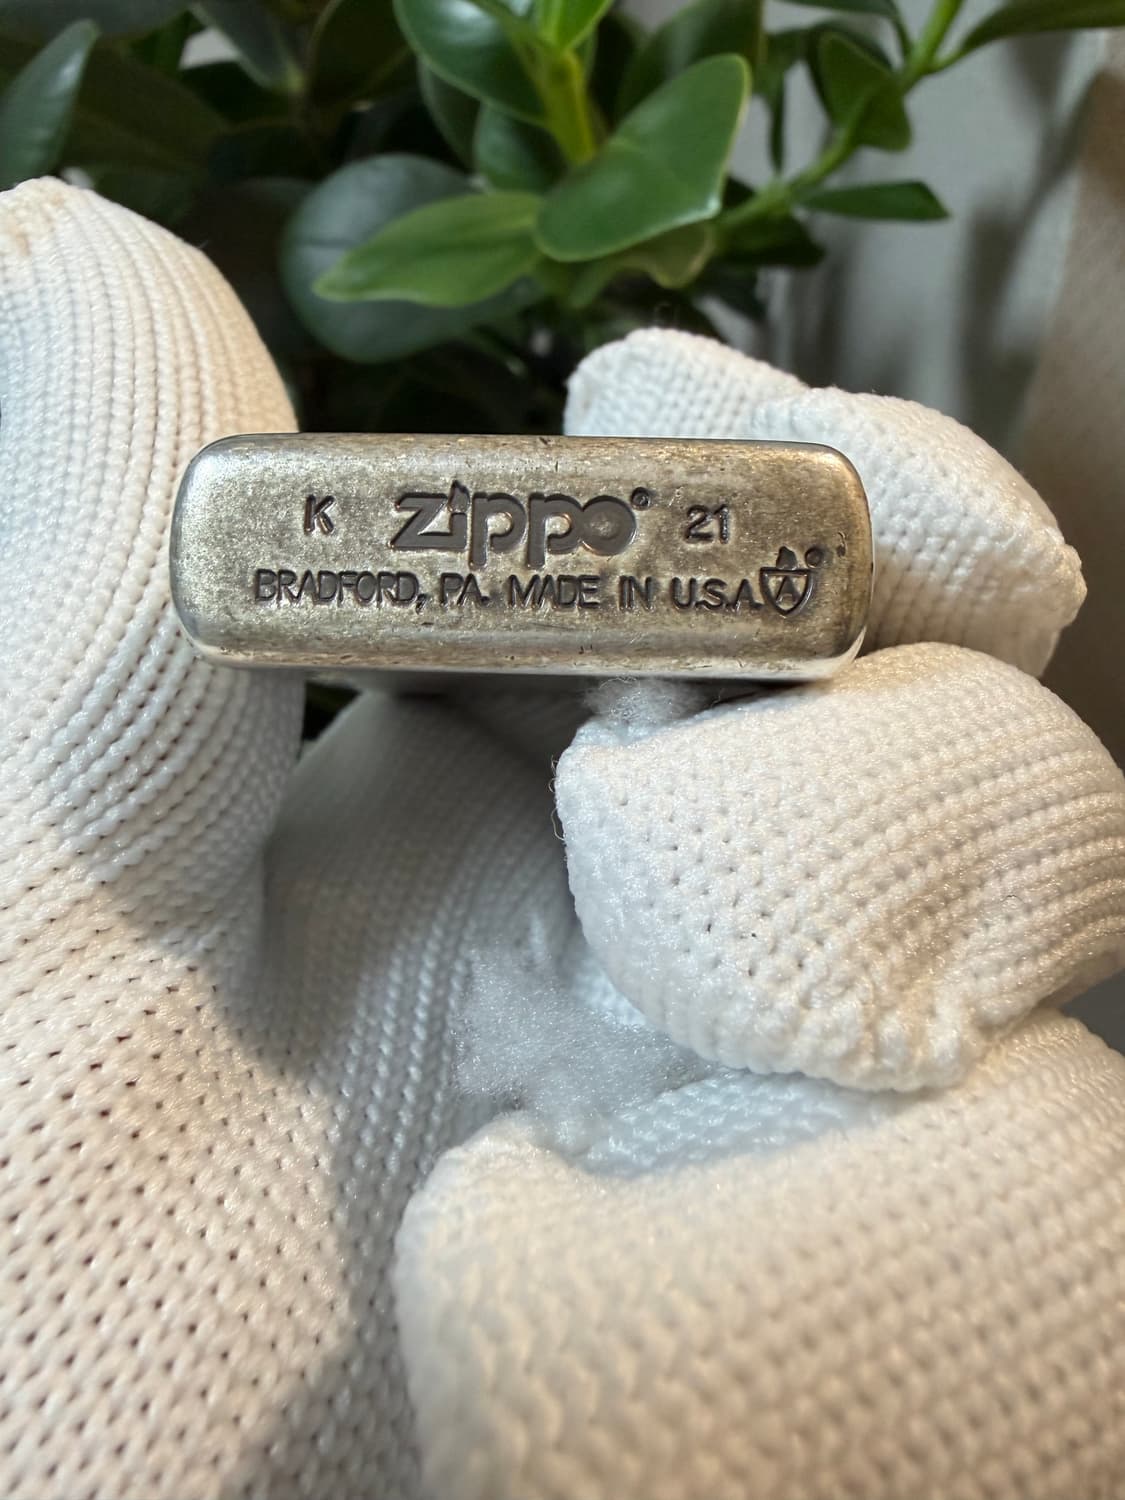 K zippo® 21
BRADFORD, PA. MADE IN U.S.A. A